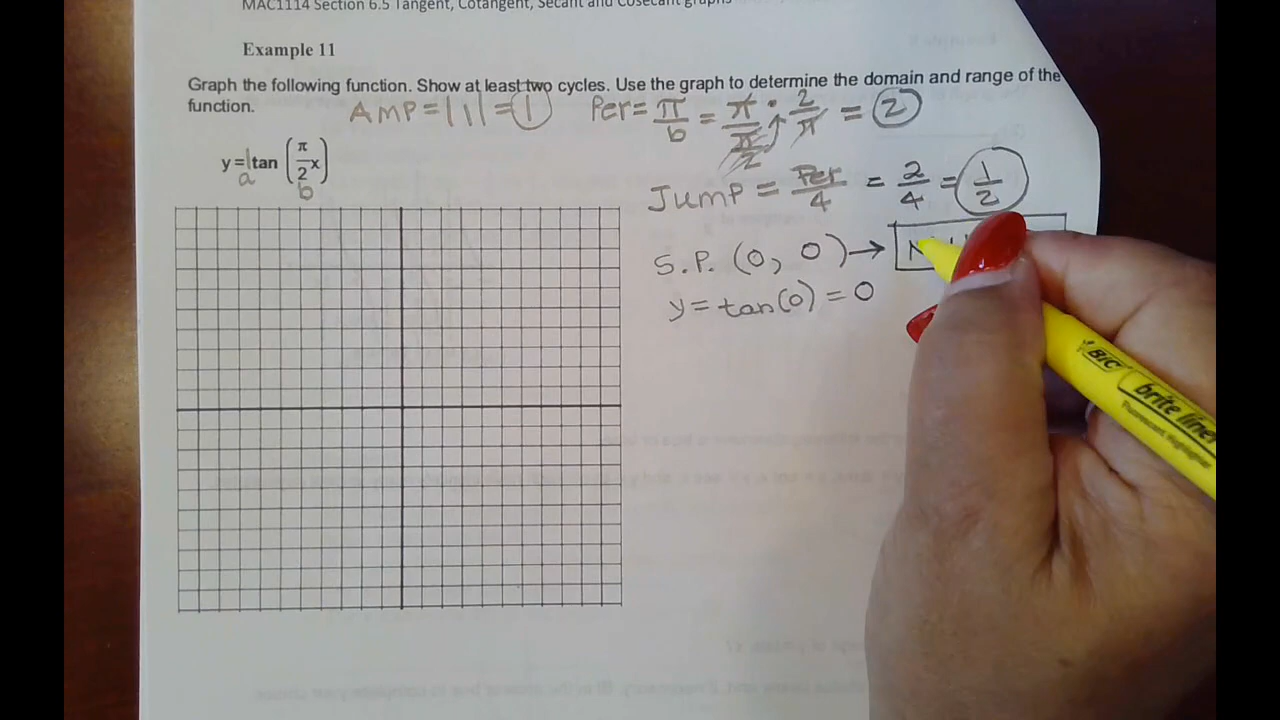 MAC1114 Section 6.5 Tangent, Cotangent, Secant and Cosecant graphs
Example 11
Graph the following function. Show at least two cycles. Use the graph to determine the domain and range of the
function.
AMP = |1| = 1 Per = π/b = π/(π/2) · 2/π = 2
y = 1 tan (π/2 x)
a b
Jump = Per/4 = 2/4 = 1/2
S.P. (0, 0) →
y = tan(0) = 0
BIC brite liner
Fluorescent Highlighter